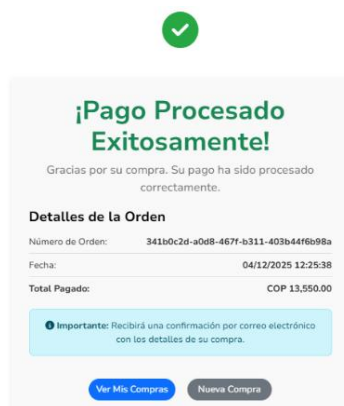 ¡Pago Procesado
Exitosamente!
Gracias por su compra. Su pago ha sido procesado
correctamente.
Detalles de la Orden
Número de Orden: 341b0c2d-a0d8-467f-b311-403b44f6b98a
Fecha: 04/12/2025 12:25:38
Total Pagado: COP 13,550.00
Importante: Recibirá una confirmación por correo electrónico
con los detalles de su compra.
Ver Mis Compras Nueva Compra